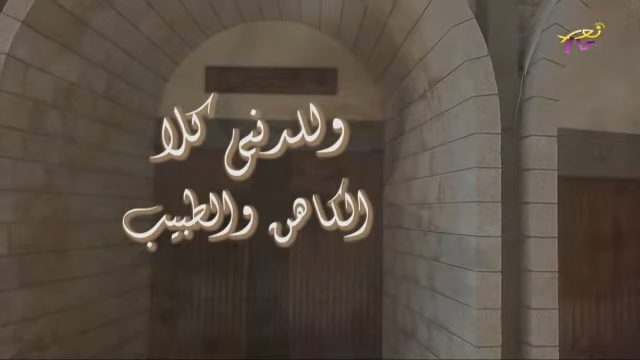 وللدنى كلا
الكاهن والطبيب